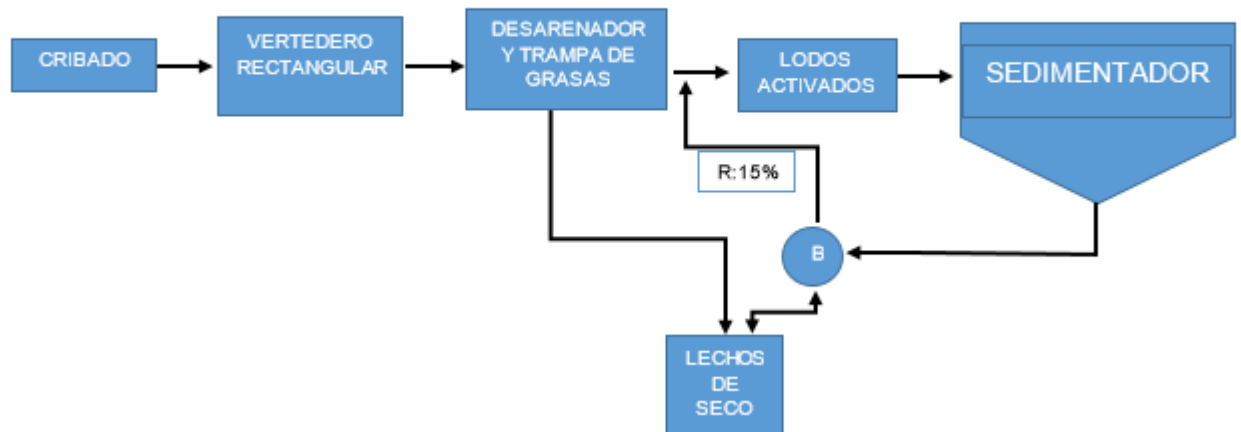 CRIBADO
VERTEDERO
RECTANGULAR
DESARENADOR
Y TRAMPA DE
GRASAS
LODOS
ACTIVADOS
SEDIMENTADOR
R:15%
B
LECHOS
DE
SECO